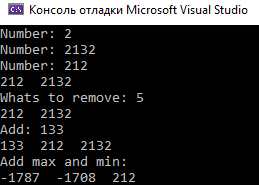 Консоль отладки Microsoft Visual Studio
Number: 2
Number: 2132
Number: 212
212 2132
Whats to remove: 5
212 2132
Add: 133
133 212 2132
Add max and min:
-1787 -1708 212